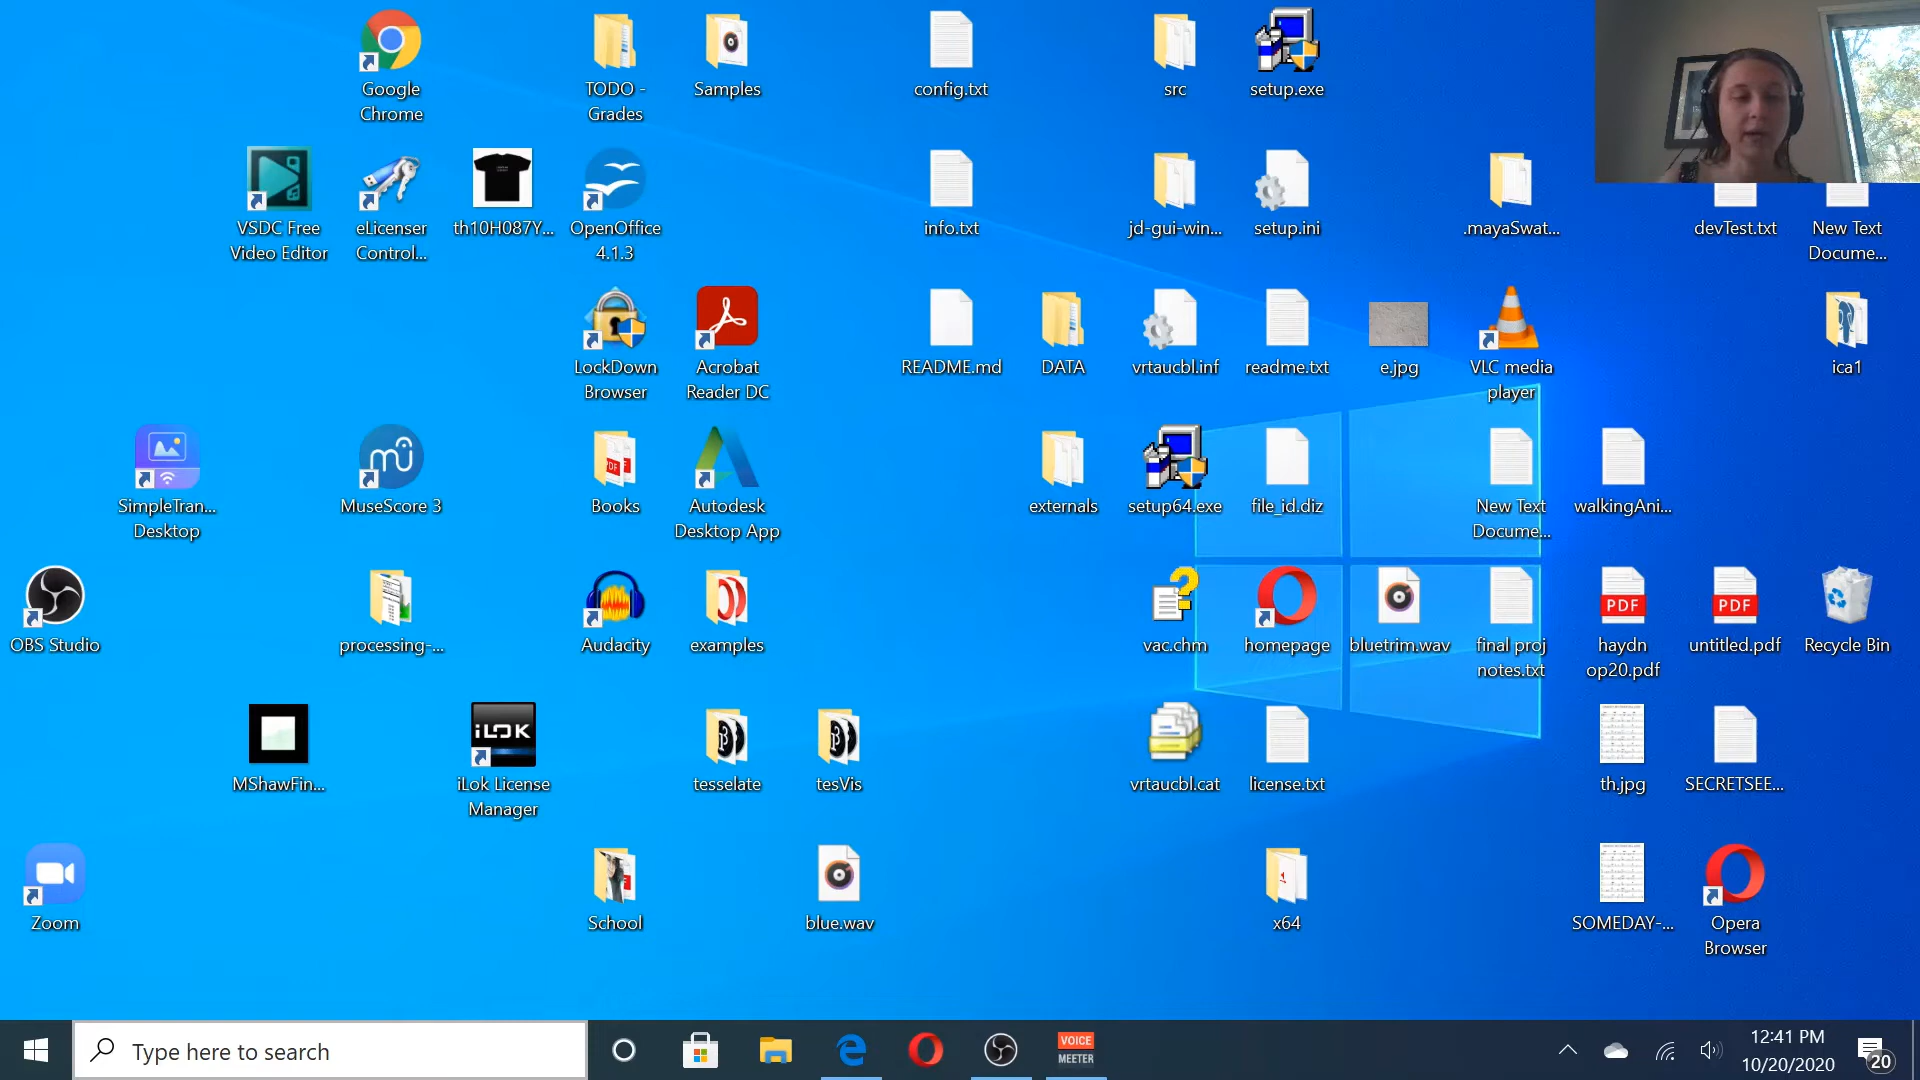 Google
Chrome
TODO -
Grades
Samples
config.txt
src
setup.exe
VSDC Free
Video Editor
eLicenser
Control...
th10H087Y...
OpenOffice
4.1.3
info.txt
jd-gui-win...
setup.ini
.mayaSwat...
devTest.txt
New Text
Docume...
LockDown
Browser
Acrobat
Reader DC
README.md
DATA
vrtaucbl.inf
readme.txt
e.jpg
VLC media
player
ica1
SimpleTran...
Desktop
MuseScore 3
Books
Autodesk
Desktop App
externals
setup64.exe
file_id.diz
New Text
Docume...
walkingAni...
OBS Studio
processing-...
Audacity
examples
vac.chm
homepage
bluetrim.wav
final proj
notes.txt
PDF
haydn
op20.pdf
PDF
untitled.pdf
Recycle Bin
MShawFin...
iLOK
iLok License
Manager
tesselate
tesVis
vrtaucbl.cat
license.txt
th.jpg
SECRETSEE...
Zoom
School
blue.wav
x64
SOMEDAY-...
Opera
Browser
Type here to search
VOICE
MEETER
12:41 PM
10/20/2020
20